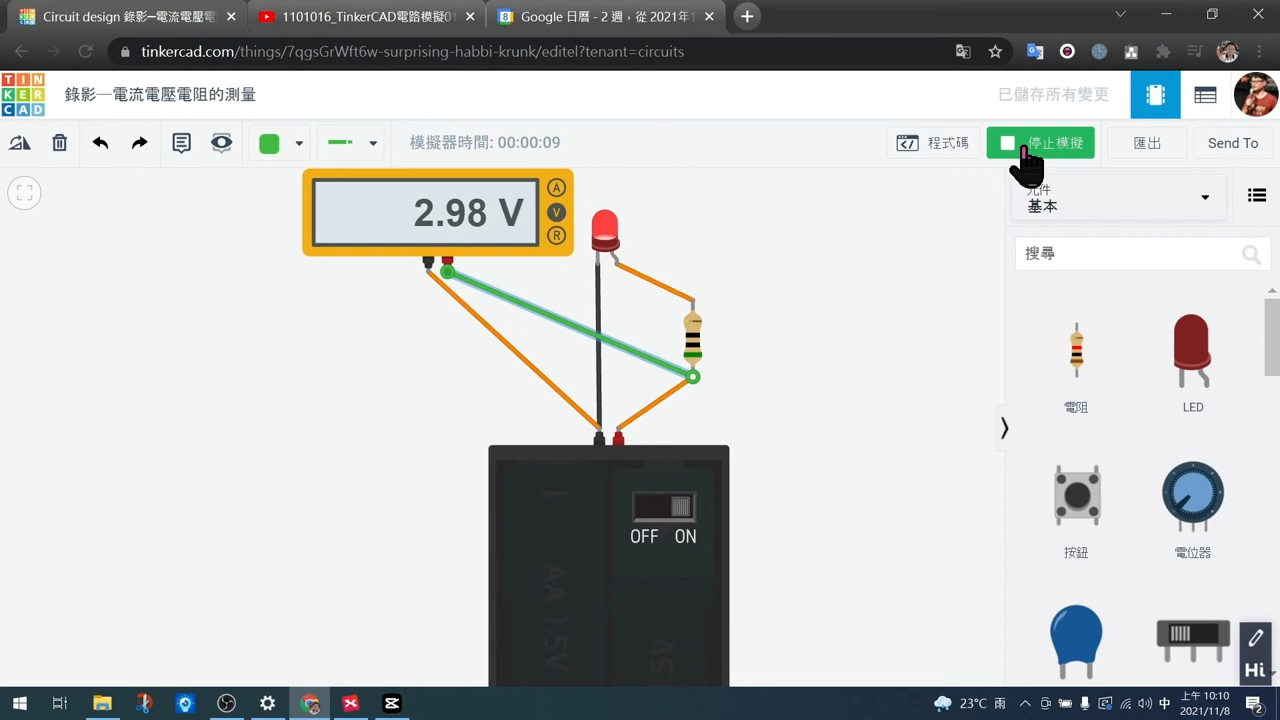 Circuit design 錄影─電流電壓電
1101016_TinkerCAD電路模擬0
Google 日曆 - 2 週，從 2021年1
tinkercad.com/things/7qgsGrWft6w-surprising-habbi-krunk/editel?tenant=circuits
TIN
KER
CAD
錄影─電流電壓電阻的測量
已儲存所有變更
模擬器時間: 00:00:09
程式碼
停止模擬
匯出
Send To
元件
基本
搜尋
2.98 V
A
V
R
電阻
LED
按鈕
電位器
OFF ON
AA 1.5V
Hi
23°C 雨
中
上午 10:10
2021/11/8
2